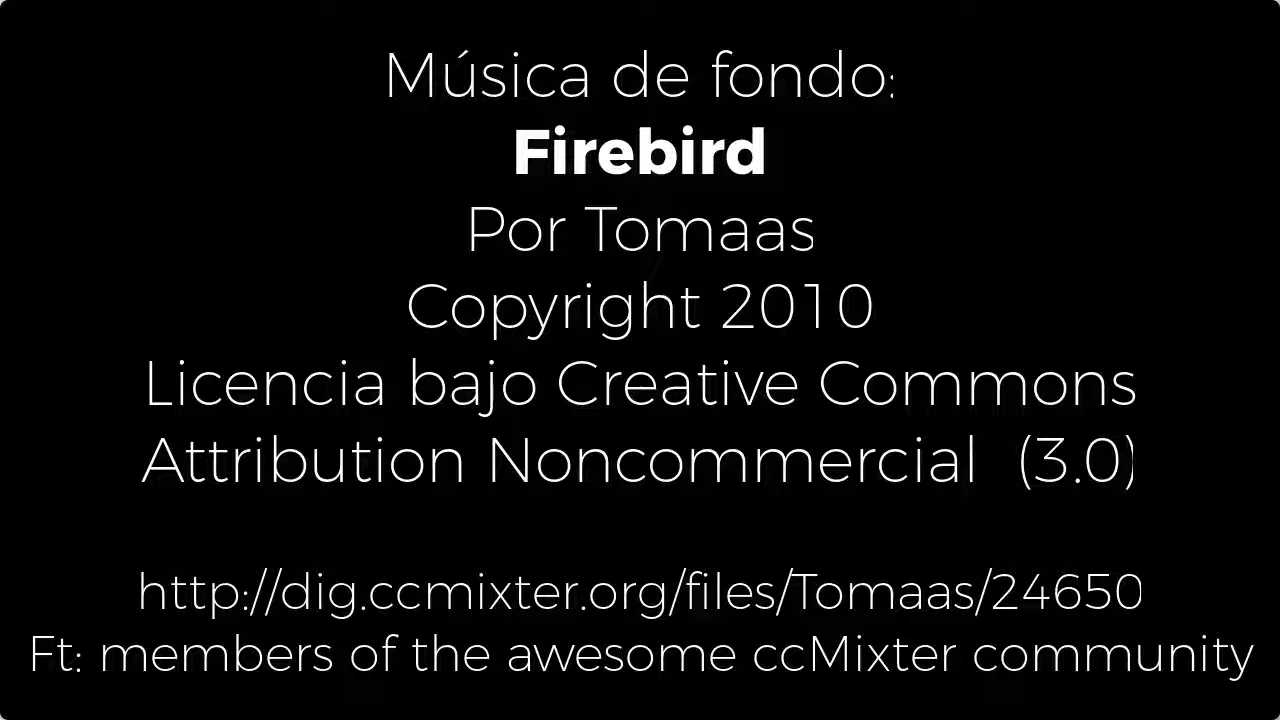 Música de fondo:
Firebird
Por Tomaas
Copyright 2010
Licencia bajo Creative Commons
Attribution Noncommercial  (3.0)
http://dig.ccmixter.org/files/Tomaas/24650
Ft: members of the awesome ccMixter community